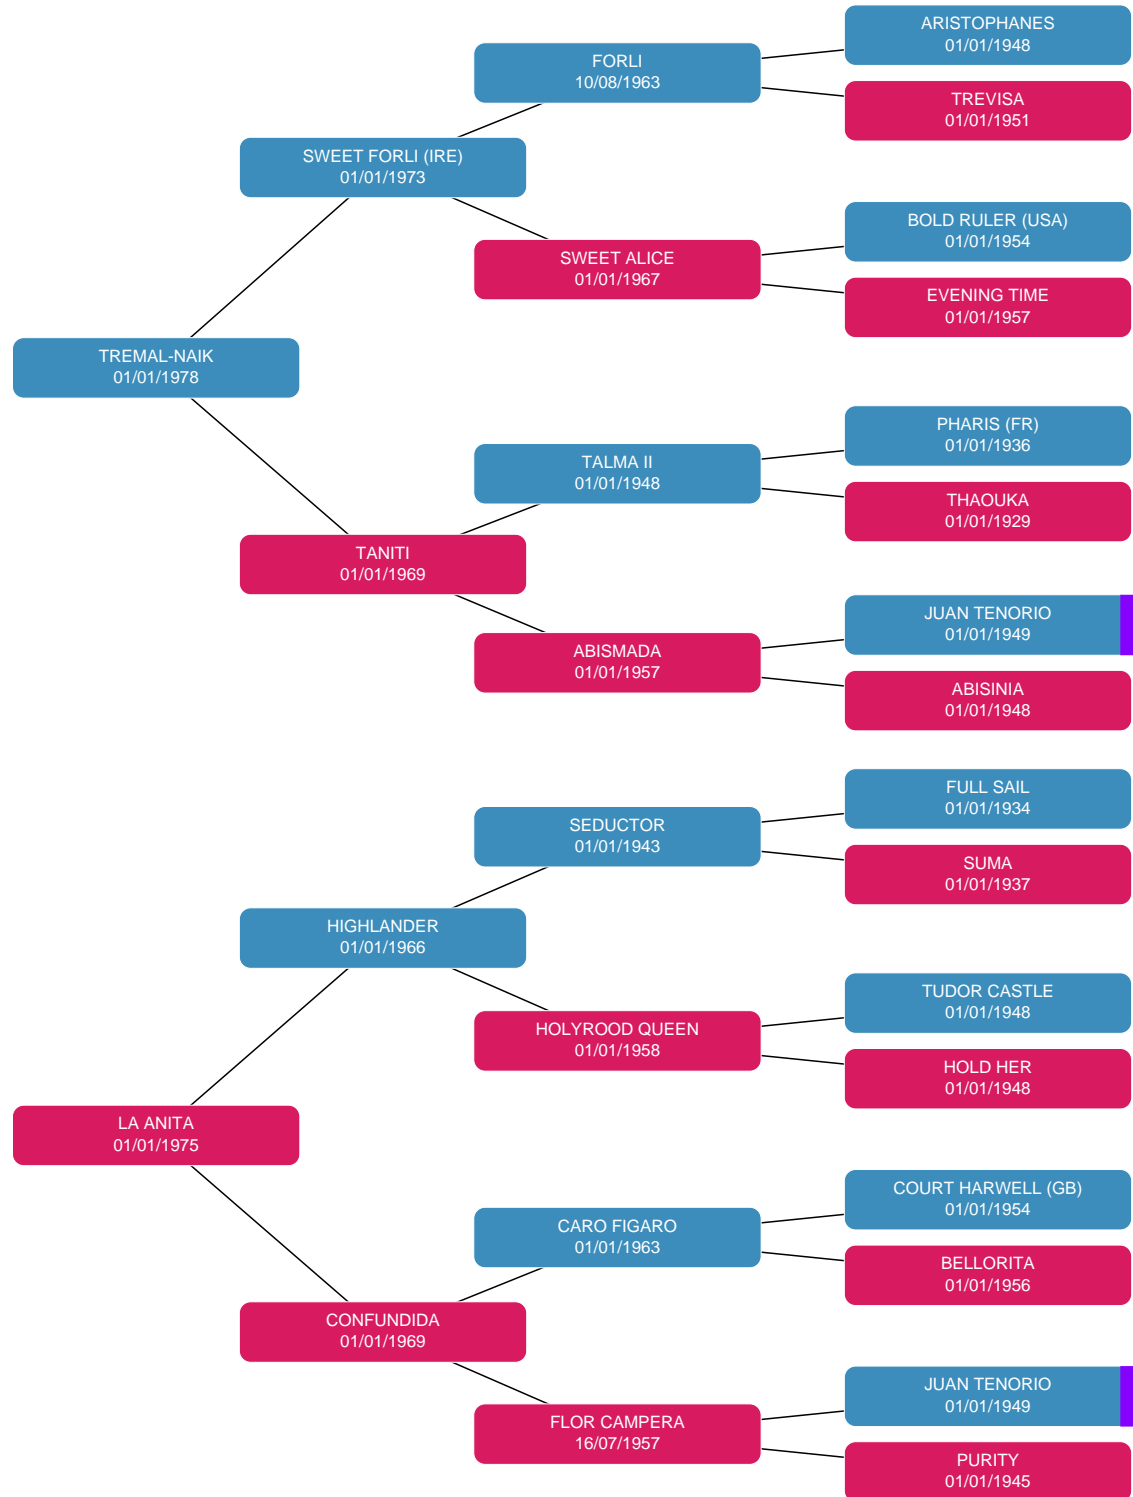 ARISTOPHANES
01/01/1948
FORLI
10/08/1963
TREVISA
01/01/1951
SWEET FORLI (IRE)
01/01/1973
BOLD RULER (USA)
01/01/1954
SWEET ALICE
01/01/1967
EVENING TIME
01/01/1957
TREMAL-NAIK
01/01/1978
PHARIS (FR)
01/01/1936
TALMA II
01/01/1948
THAOUKA
01/01/1929
TANITI
01/01/1969
JUAN TENORIO
01/01/1949
ABISMADA
01/01/1957
ABISINIA
01/01/1948
FULL SAIL
01/01/1934
SEDUCTOR
01/01/1943
SUMA
01/01/1937
HIGHLANDER
01/01/1966
TUDOR CASTLE
01/01/1948
HOLYROOD QUEEN
01/01/1958
HOLD HER
01/01/1948
LA ANITA
01/01/1975
COURT HARWELL (GB)
01/01/1954
CARO FIGARO
01/01/1963
BELLORITA
01/01/1956
CONFUNDIDA
01/01/1969
JUAN TENORIO
01/01/1949
FLOR CAMPERA
16/07/1957
PURITY
01/01/1945